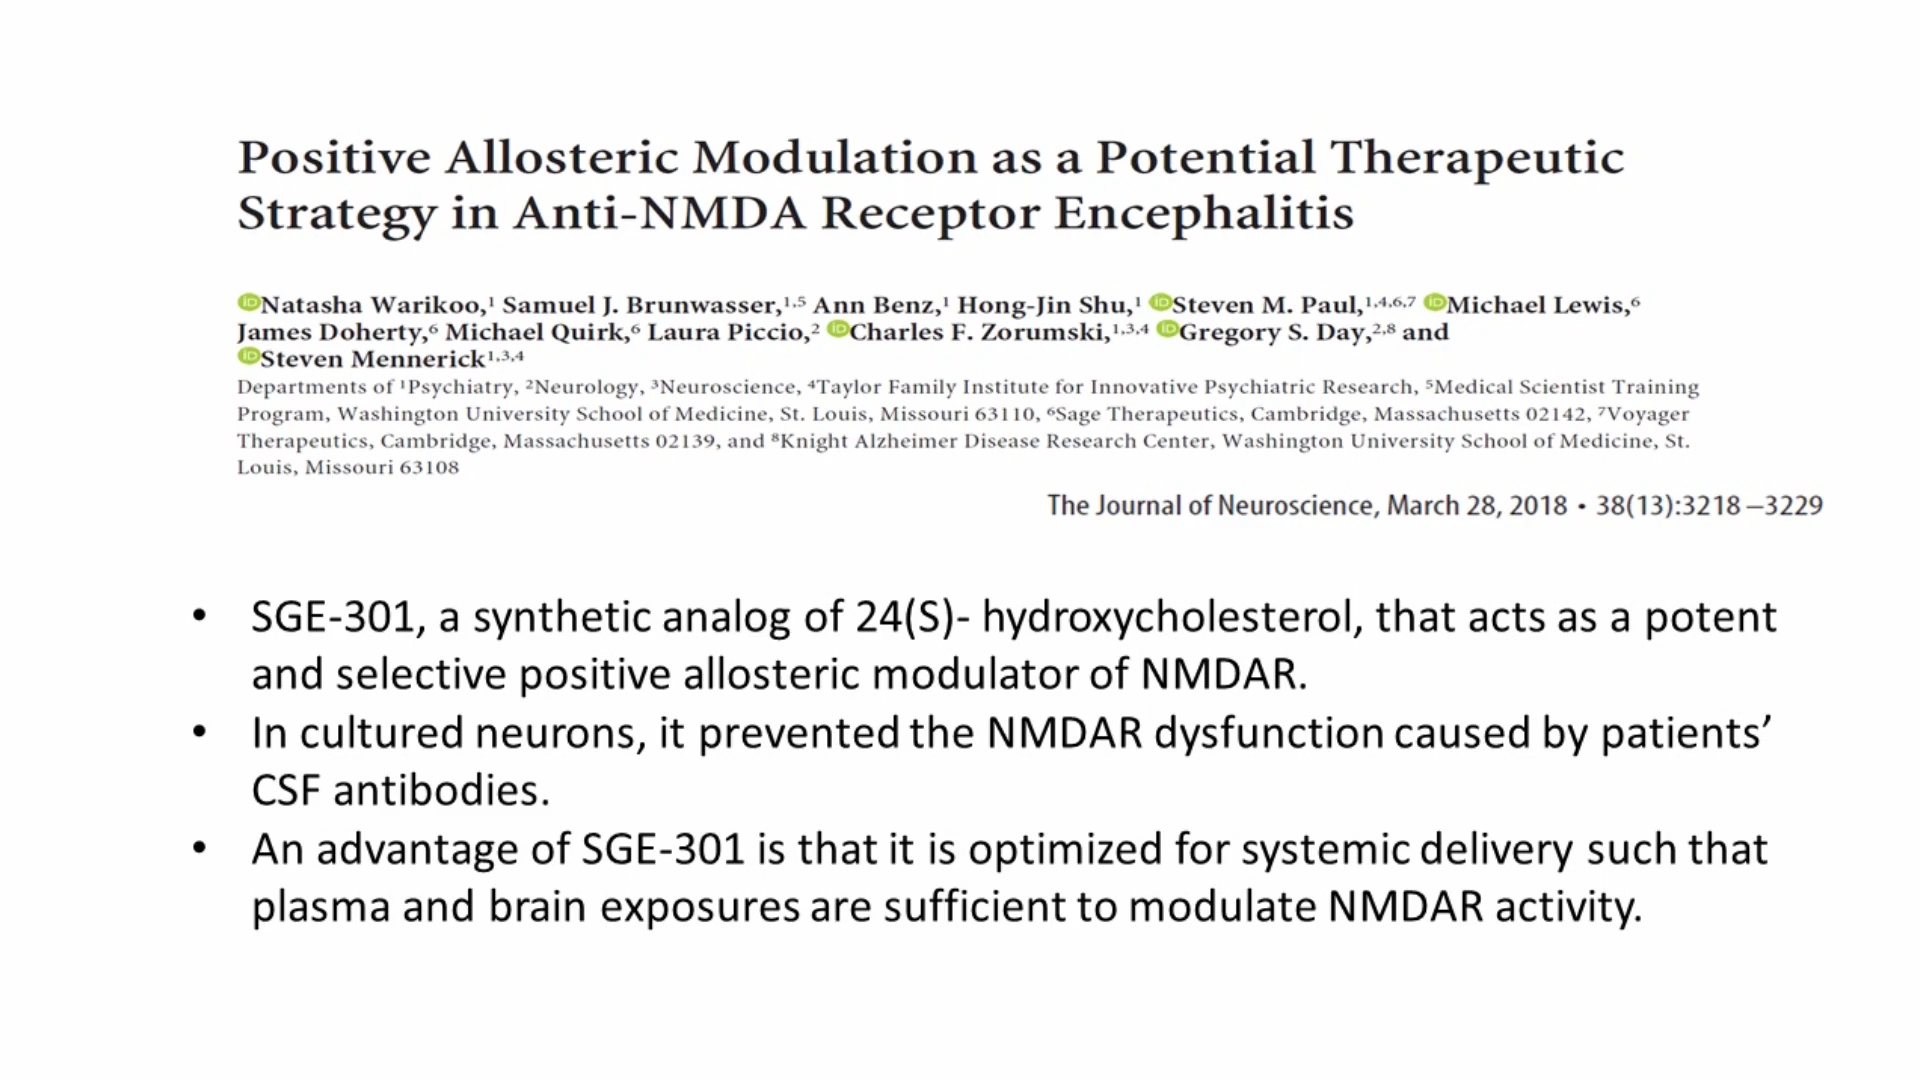 Positive Allosteric Modulation as a Potential Therapeutic
Strategy in Anti-NMDA Receptor Encephalitis
iD Natasha Warikoo,¹ Samuel J. Brunwasser,¹,⁵ Ann Benz,¹ Hong-Jin Shu,¹ iD Steven M. Paul,¹,⁴,⁶,⁷ iD Michael Lewis,⁶
James Doherty,⁶ Michael Quirk,⁶ Laura Piccio,² iD Charles F. Zorumski,¹,³,⁴ iD Gregory S. Day,²,⁸ and
iD Steven Mennerick¹,³,⁴
Departments of ¹Psychiatry, ²Neurology, ³Neuroscience, ⁴Taylor Family Institute for Innovative Psychiatric Research, ⁵Medical Scientist Training
Program, Washington University School of Medicine, St. Louis, Missouri 63110, ⁶Sage Therapeutics, Cambridge, Massachusetts 02142, ⁷Voyager
Therapeutics, Cambridge, Massachusetts 02139, and ⁸Knight Alzheimer Disease Research Center, Washington University School of Medicine, St.
Louis, Missouri 63108
The Journal of Neuroscience, March 28, 2018 • 38(13):3218–3229
• SGE-301, a synthetic analog of 24(S)- hydroxycholesterol, that acts as a potent
and selective positive allosteric modulator of NMDAR.
• In cultured neurons, it prevented the NMDAR dysfunction caused by patients’
CSF antibodies.
• An advantage of SGE-301 is that it is optimized for systemic delivery such that
plasma and brain exposures are sufficient to modulate NMDAR activity.